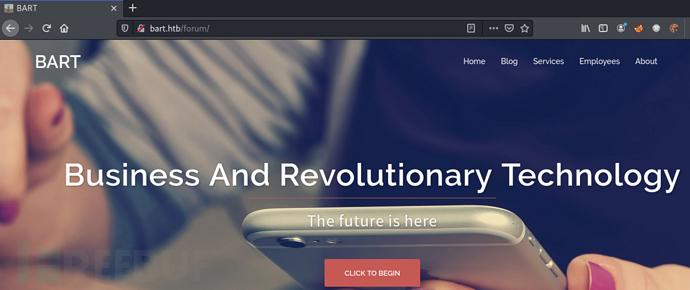 BART
bart.htb/forum/
BART
Home Blog Services Employees About
Business And Revolutionary Technology
The future is here
CLICK TO BEGIN
REEBUF